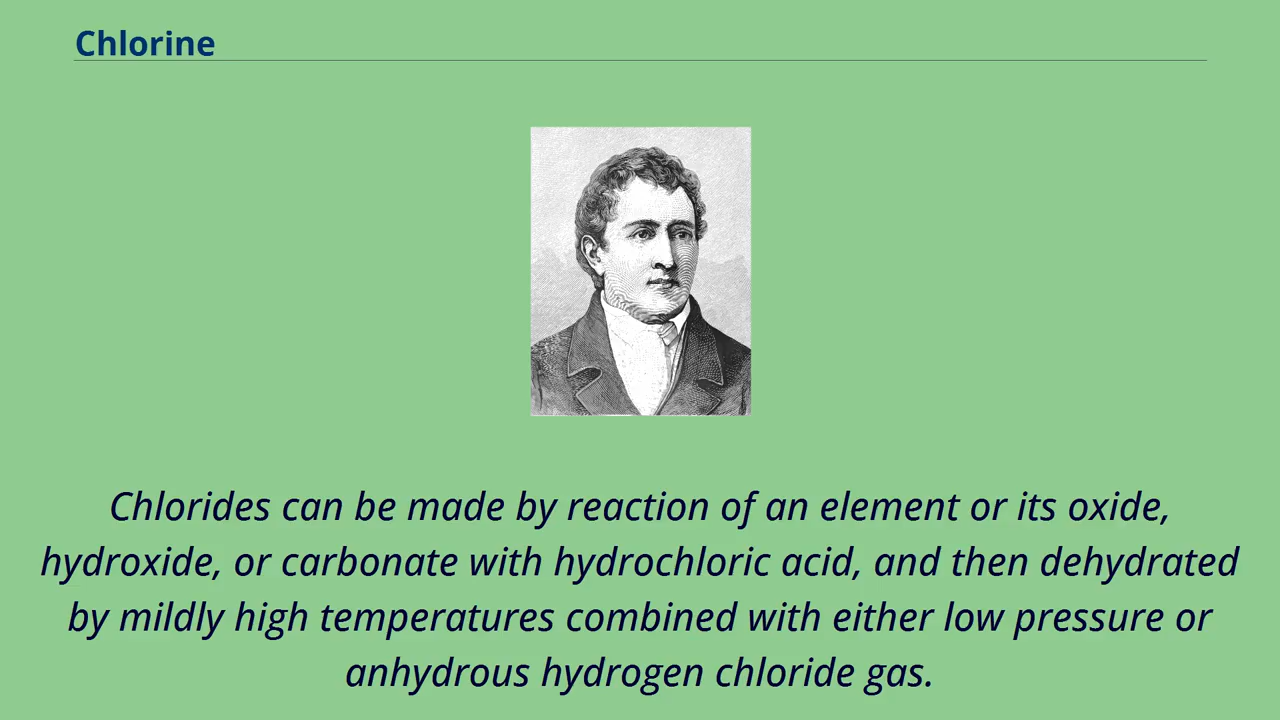 Chlorine
Chlorides can be made by reaction of an element or its oxide,
hydroxide, or carbonate with hydrochloric acid, and then dehydrated
by mildly high temperatures combined with either low pressure or
anhydrous hydrogen chloride gas.